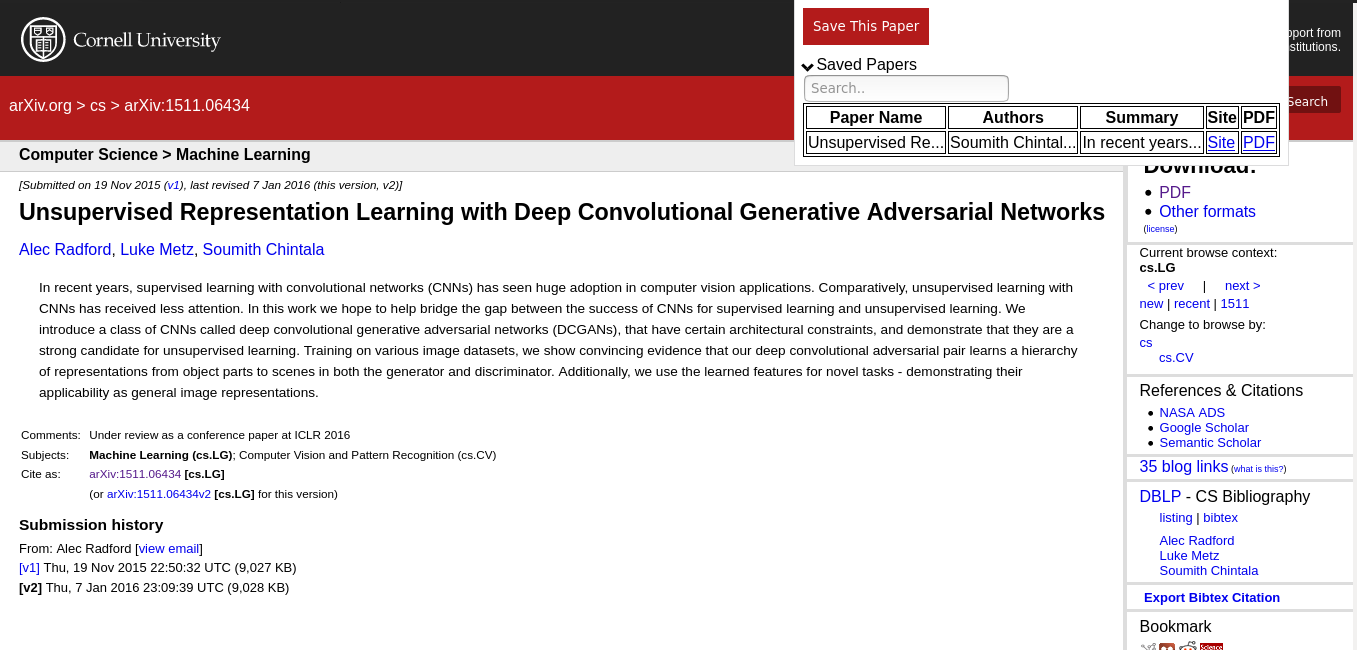 Cornell University
Save This Paper
Saved Papers
Search..
Paper Name Authors Summary Site PDF
Unsupervised Re... Soumith Chintal... In recent years... Site PDF
stitutions.
arXiv.org > cs > arXiv:1511.06434
Search
Computer Science > Machine Learning
[Submitted on 19 Nov 2015 (v1), last revised 7 Jan 2016 (this version, v2)]
Unsupervised Representation Learning with Deep Convolutional Generative Adversarial Networks
Alec Radford, Luke Metz, Soumith Chintala
In recent years, supervised learning with convolutional networks (CNNs) has seen huge adoption in computer vision applications. Comparatively, unsupervised learning with
CNNs has received less attention. In this work we hope to help bridge the gap between the success of CNNs for supervised learning and unsupervised learning. We
introduce a class of CNNs called deep convolutional generative adversarial networks (DCGANs), that have certain architectural constraints, and demonstrate that they are a
strong candidate for unsupervised learning. Training on various image datasets, we show convincing evidence that our deep convolutional adversarial pair learns a hierarchy
of representations from object parts to scenes in both the generator and discriminator. Additionally, we use the learned features for novel tasks - demonstrating their
applicability as general image representations.
Comments: Under review as a conference paper at ICLR 2016
Subjects: Machine Learning (cs.LG); Computer Vision and Pattern Recognition (cs.CV)
Cite as: arXiv:1511.06434 [cs.LG]
(or arXiv:1511.06434v2 [cs.LG] for this version)
Submission history
From: Alec Radford [view email]
[v1] Thu, 19 Nov 2015 22:50:32 UTC (9,027 KB)
[v2] Thu, 7 Jan 2016 23:09:39 UTC (9,028 KB)
Download:
PDF
Other formats
(license)
Current browse context:
cs.LG
< prev | next >
new | recent | 1511
Change to browse by:
cs
cs.CV
References & Citations
NASA ADS
Google Scholar
Semantic Scholar
35 blog links (what is this?)
DBLP - CS Bibliography
listing | bibtex
Alec Radford
Luke Metz
Soumith Chintala
Export Bibtex Citation
Bookmark